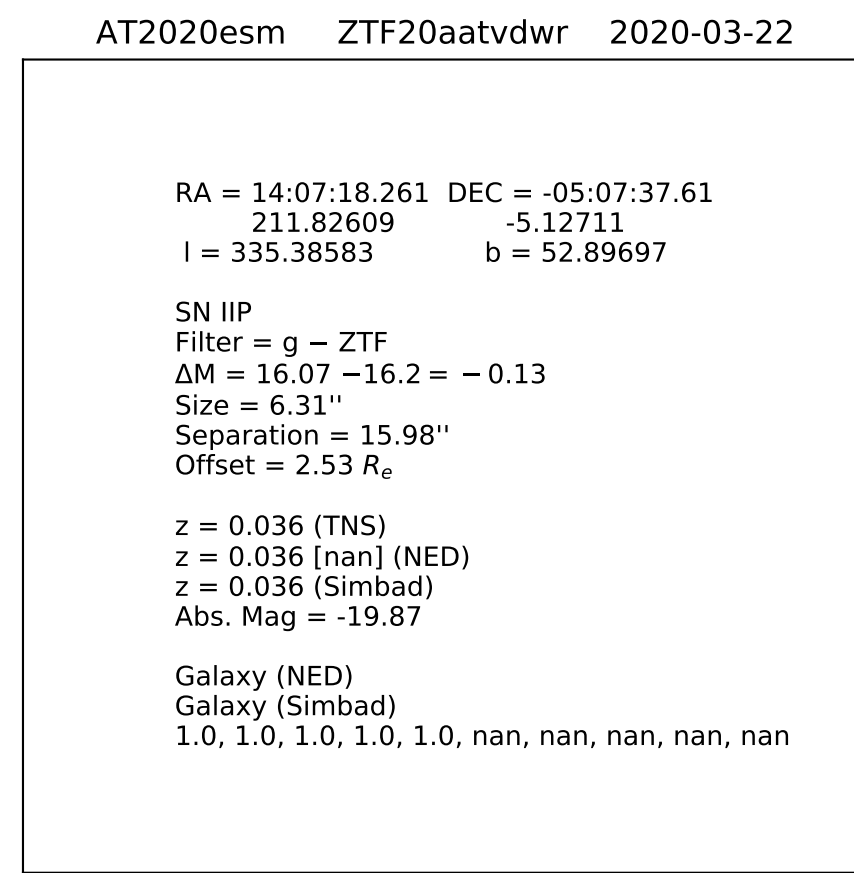 AT2020esm ZTF20aatvdwr 2020-03-22
RA = 14:07:18.261 DEC = -05:07:37.61
211.82609 -5.12711
l = 335.38583 b = 52.89697
SN IIP
Filter = g − ZTF
ΔM = 16.07 −16.2 = − 0.13
Size = 6.31''
Separation = 15.98''
Offset = 2.53 Rₑ
z = 0.036 (TNS)
z = 0.036 [nan] (NED)
z = 0.036 (Simbad)
Abs. Mag = -19.87
Galaxy (NED)
Galaxy (Simbad)
1.0, 1.0, 1.0, 1.0, 1.0, nan, nan, nan, nan, nan